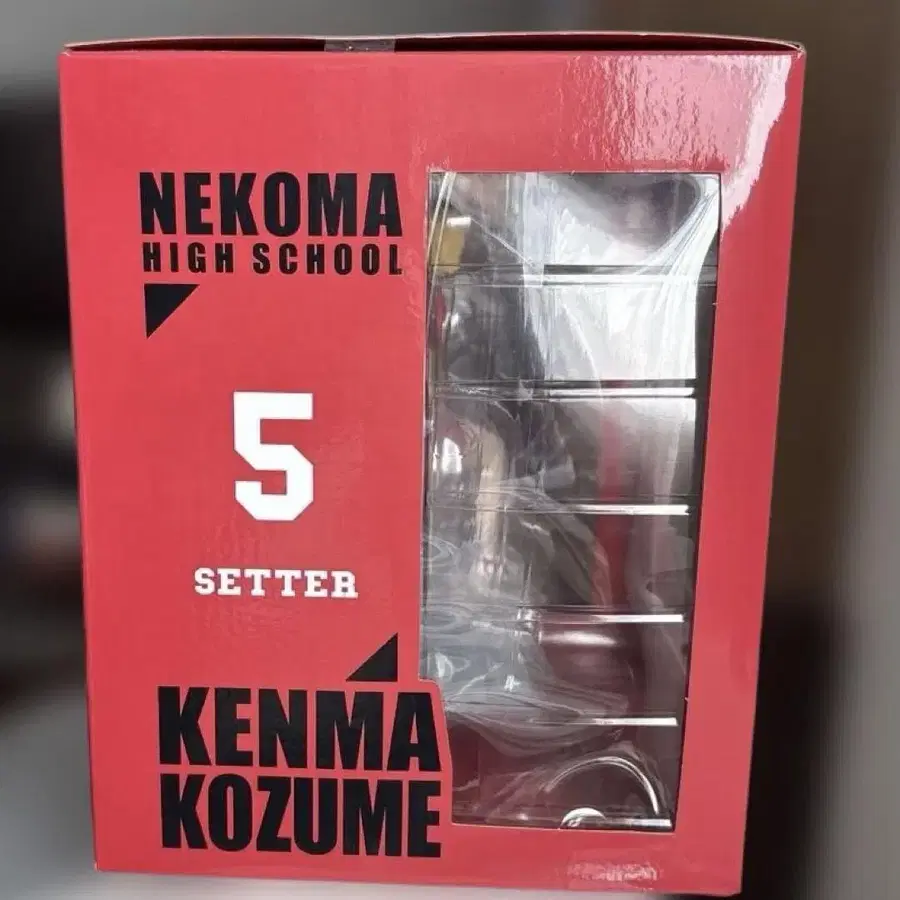 NEKOMA
HIGH SCHOOL
5
SETTER
KENMA
KOZUME